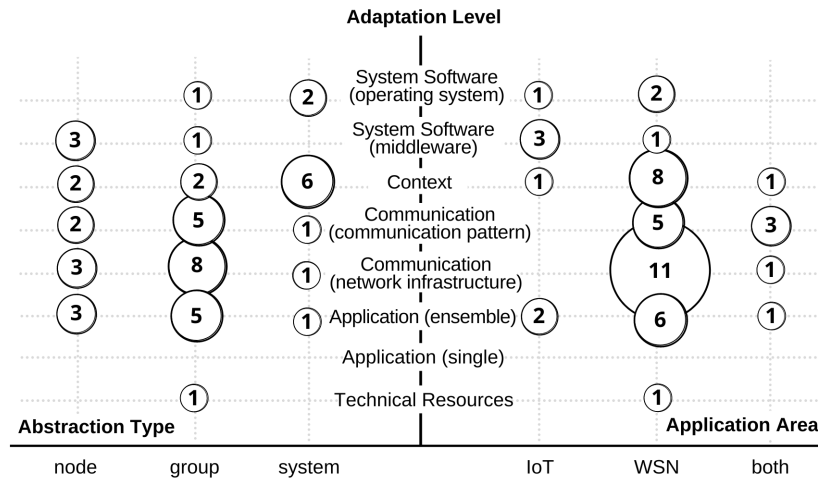 Adaptation Level
System Software
(operating system)
1
2
1
2
System Software
(middleware)
3
1
3
1
Context
2
2
6
1
8
1
Communication
(communication pattern)
2
5
1
5
3
Communication
(network infrastructure)
3
8
1
11
1
Application (ensemble)
3
5
1
2
6
1
Application (single)
Technical Resources
1
1
Abstraction Type
Application Area
node
group
system
IoT
WSN
both